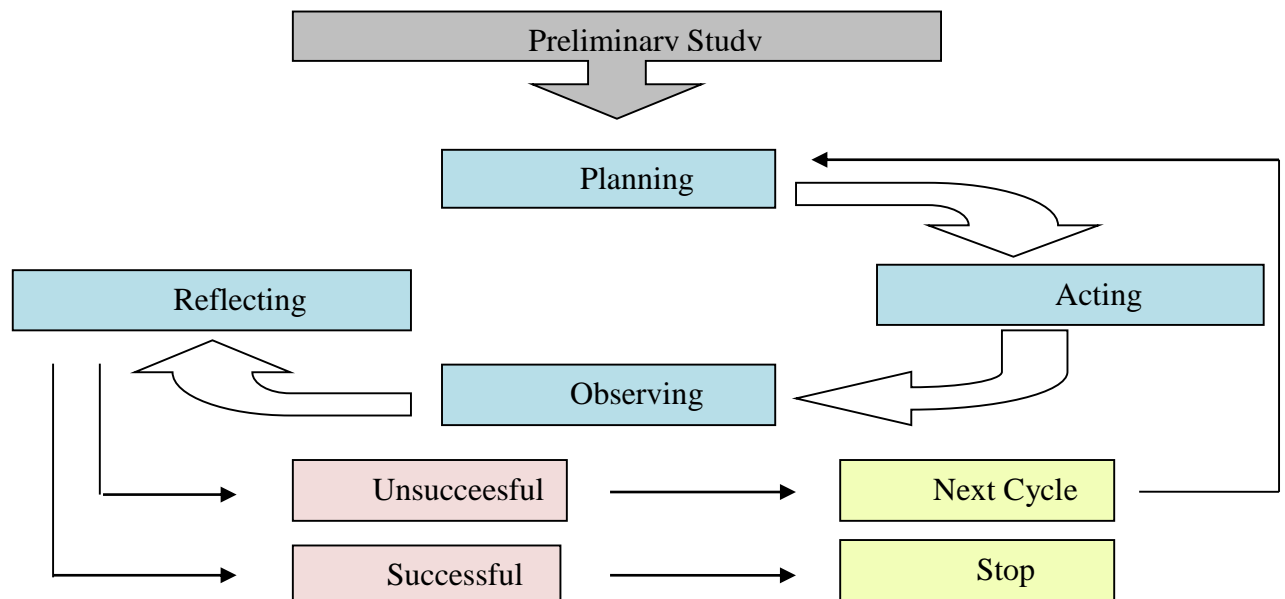 Preliminary Study
Planning
Reflecting
Acting
Observing
Unsucceesful
Next Cycle
Successful
Stop